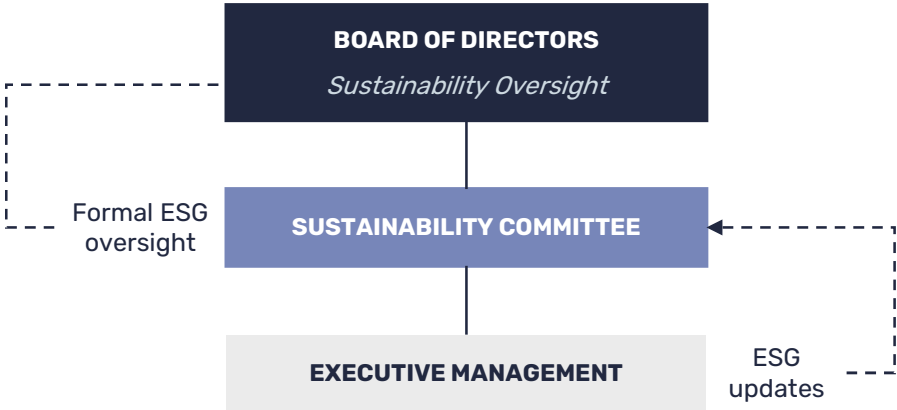 BOARD OF DIRECTORS
Sustainability Oversight
Formal ESG
oversight
SUSTAINABILITY COMMITTEE
EXECUTIVE MANAGEMENT
ESG
updates